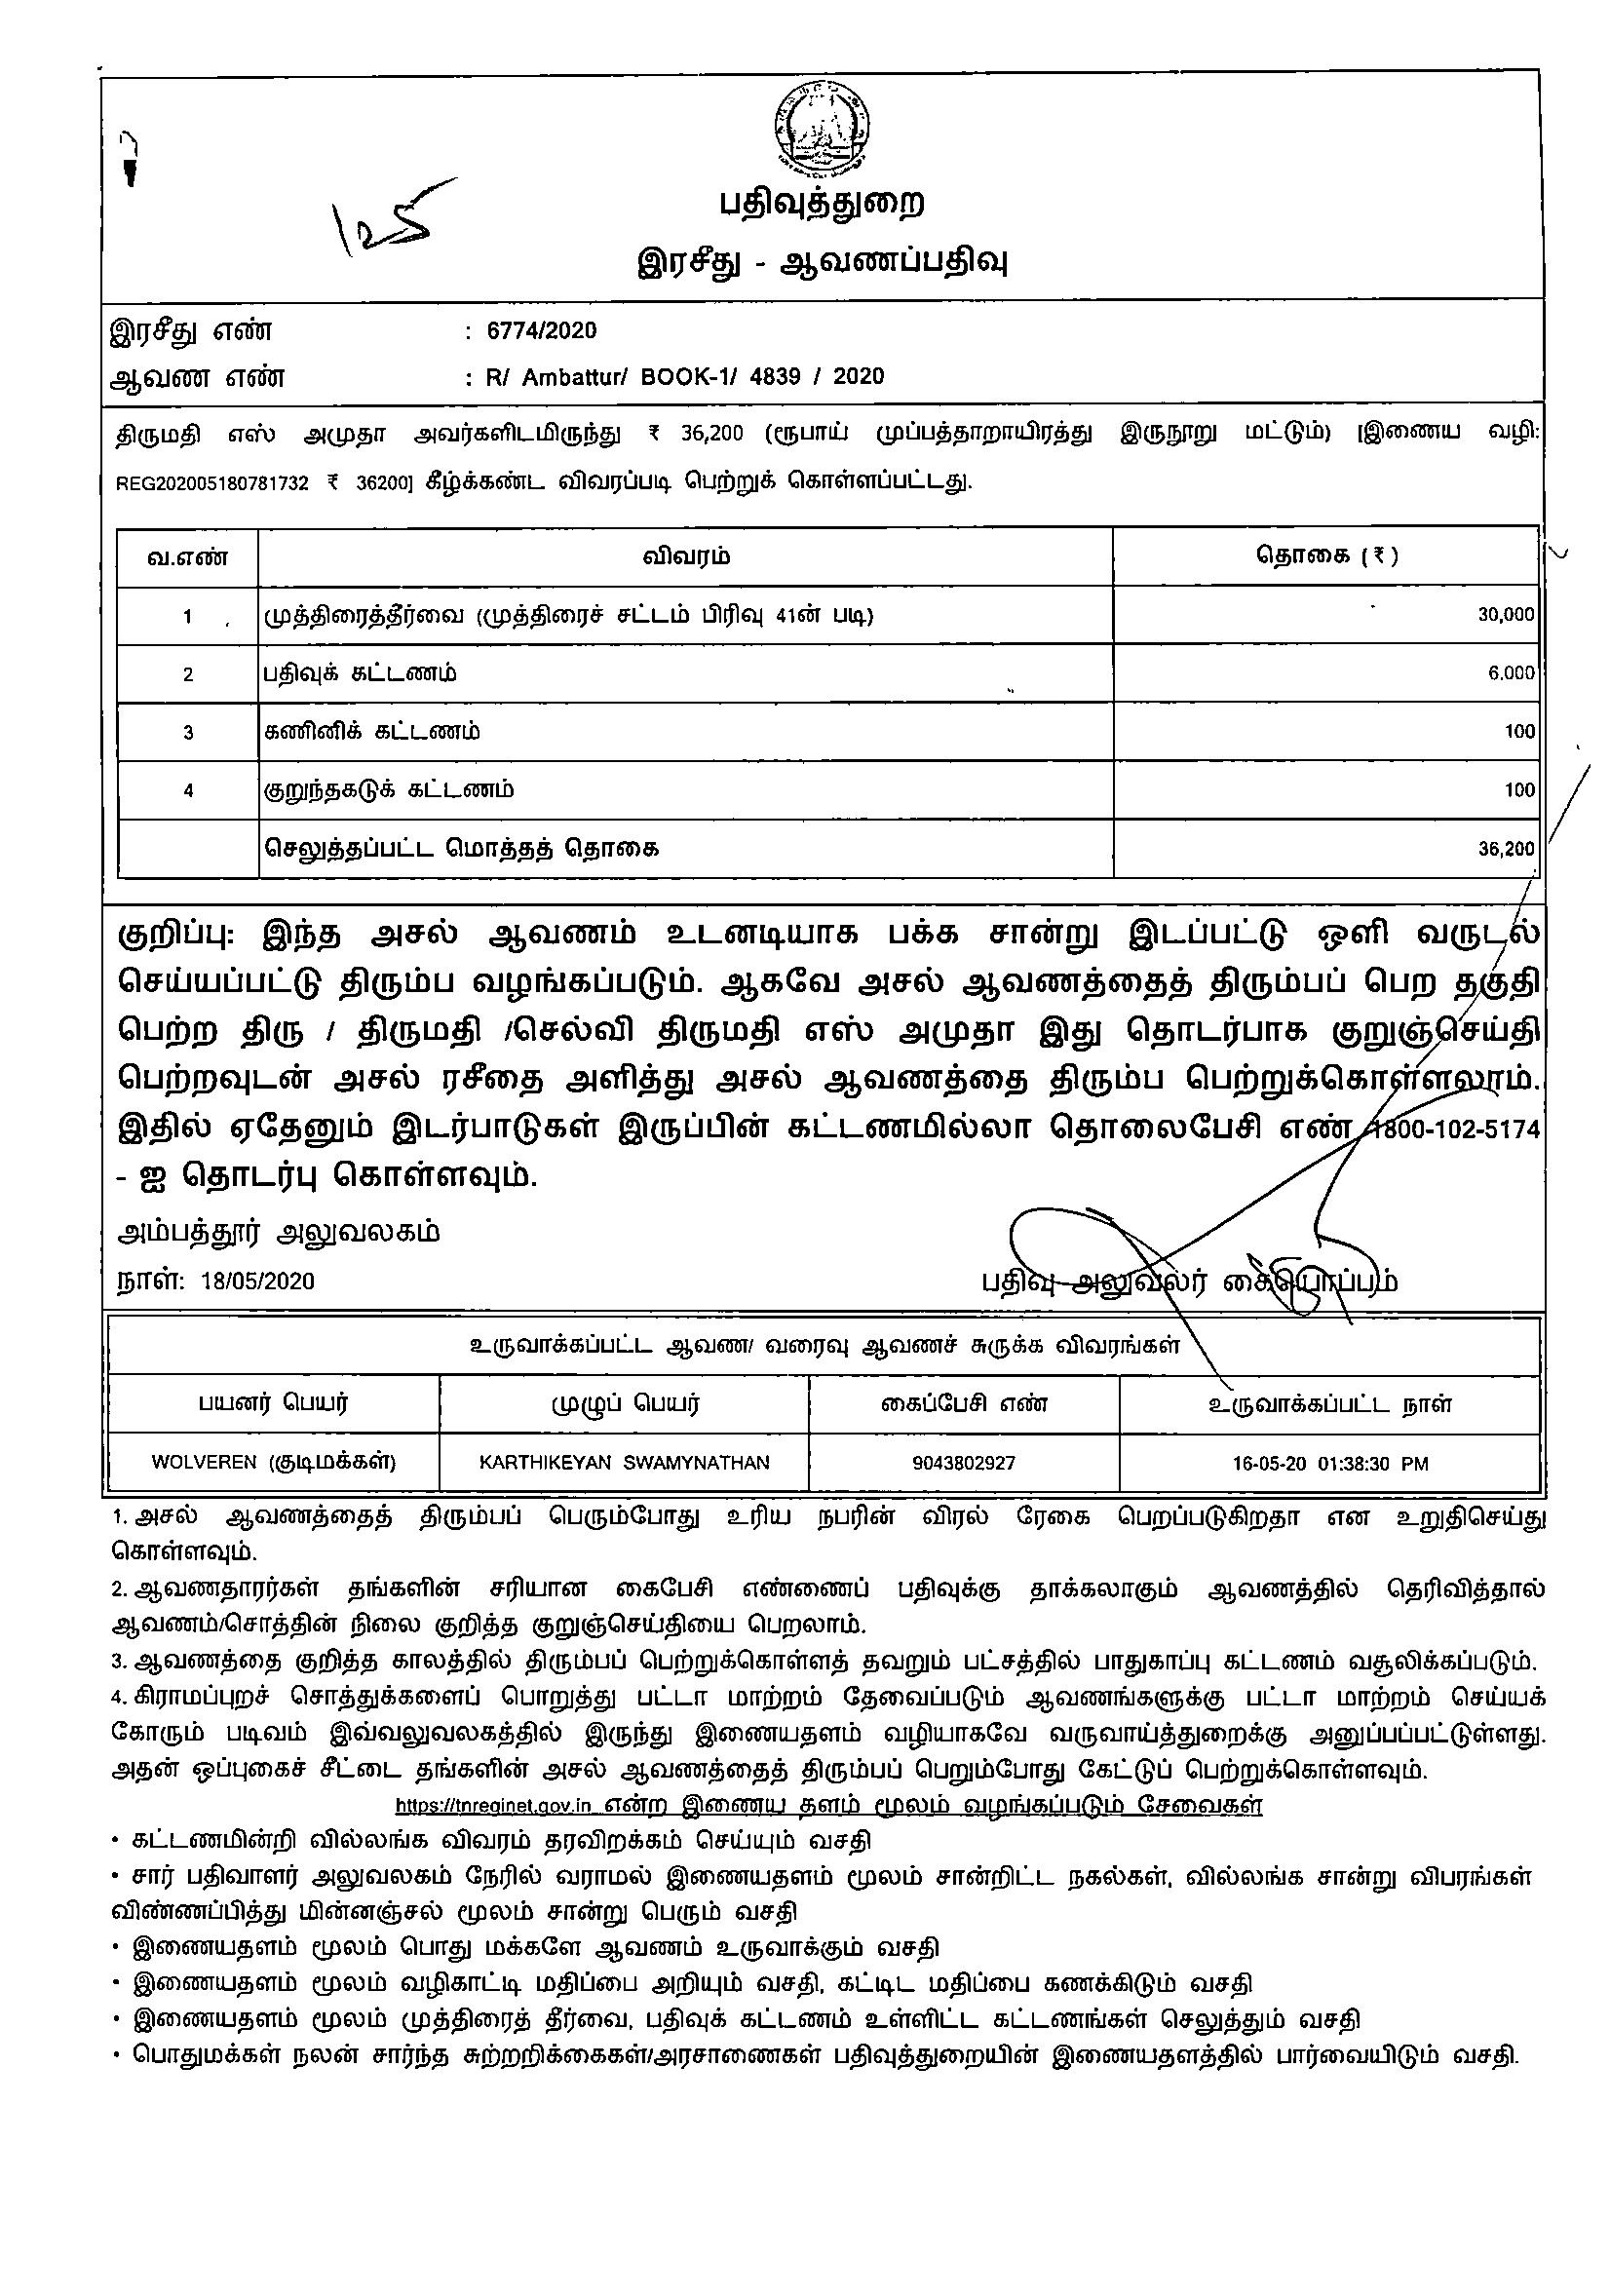 125
பதிவுத்துறை
இரசீது - ஆவணப்பதிவு
இரசீது எண் : 6774/2020
ஆவண எண் : R/ Ambattur/ BOOK-1/ 4839 / 2020
திருமதி எஸ் அமுதா அவர்களிடமிருந்து ₹ 36,200 (ரூபாய் முப்பத்தாறாயிரத்து இருநூறு மட்டும்) [இணைய வழி:
REG202005180781732 ₹ 36200] கீழ்க்கண்ட விவரப்படி பெற்றுக் கொள்ளப்பட்டது.
வ.எண் விவரம் தொகை (₹)
1 முத்திரைத்தீர்வை (முத்திரைச் சட்டம் பிரிவு 41ன் படி) 30,000
2 பதிவுக் கட்டணம் 6,000
3 கணினிக் கட்டணம் 100
4 குறுந்தகடுக் கட்டணம் 100
செலுத்தப்பட்ட மொத்தத் தொகை 36,200
குறிப்பு: இந்த அசல் ஆவணம் உடனடியாக பக்க சான்று இடப்பட்டு ஒளி வருடல்
செய்யப்பட்டு திரும்ப வழங்கப்படும். ஆகவே அசல் ஆவணத்தைத் திரும்பப் பெற தகுதி
பெற்ற திரு / திருமதி /செல்வி திருமதி எஸ் அமுதா இது தொடர்பாக குறுஞ்செய்தி
பெற்றவுடன் அசல் ரசீதை அளித்து அசல் ஆவணத்தை திரும்ப பெற்றுக்கொள்ளலாம்.
இதில் ஏதேனும் இடர்பாடுகள் இருப்பின் கட்டணமில்லா தொலைபேசி எண் 1800-102-5174
- ஐ தொடர்பு கொள்ளவும்.
அம்பத்தூர் அலுவலகம்
நாள்: 18/05/2020 பதிவு அலுவலர் கையொப்பம்
உருவாக்கப்பட்ட ஆவண/ வரைவு ஆவணச் சுருக்க விவரங்கள்
பயனர் பெயர் முழுப் பெயர் கைப்பேசி எண் உருவாக்கப்பட்ட நாள்
WOLVEREN (குடிமக்கள்) KARTHIKEYAN SWAMYNATHAN 9043802927 16-05-20 01:38:30 PM
1. அசல் ஆவணத்தைத் திரும்பப் பெரும்போது உரிய நபரின் விரல் ரேகை பெறப்படுகிறதா என உறுதிசெய்து
கொள்ளவும்.
2. ஆவணதாரர்கள் தங்களின் சரியான கைபேசி எண்ணைப் பதிவுக்கு தாக்கலாகும் ஆவணத்தில் தெரிவித்தால்
ஆவணம்/சொத்தின் நிலை குறித்த குறுஞ்செய்தியை பெறலாம்.
3. ஆவணத்தை குறித்த காலத்தில் திரும்பப் பெற்றுக்கொள்ளத் தவறும் பட்சத்தில் பாதுகாப்பு கட்டணம் வசூலிக்கப்படும்.
4. கிராமப்புறச் சொத்துக்களைப் பொறுத்து பட்டா மாற்றம் தேவைப்படும் ஆவணங்களுக்கு பட்டா மாற்றம் செய்யக்
கோரும் படிவம் இவ்வலுவலகத்தில் இருந்து இணையதளம் வழியாகவே வருவாய்த்துறைக்கு அனுப்பப்பட்டுள்ளது.
அதன் ஒப்புகைச் சீட்டை தங்களின் அசல் ஆவணத்தைத் திரும்பப் பெறும்போது கேட்டுப் பெற்றுக்கொள்ளவும்.
https://tnreginet.gov.in என்ற இணைய தளம் மூலம் வழங்கப்படும் சேவைகள்
• கட்டணமின்றி வில்லங்க விவரம் தரவிறக்கம் செய்யும் வசதி
• சார் பதிவாளர் அலுவலகம் நேரில் வராமல் இணையதளம் மூலம் சான்றிட்ட நகல்கள், வில்லங்க சான்று விபரங்கள்
விண்ணப்பித்து மின்னஞ்சல் மூலம் சான்று பெரும் வசதி
• இணையதளம் மூலம் பொது மக்களே ஆவணம் உருவாக்கும் வசதி
• இணையதளம் மூலம் வழிகாட்டி மதிப்பை அறியும் வசதி, கட்டிட மதிப்பை கணக்கிடும் வசதி
• இணையதளம் மூலம் முத்திரைத் தீர்வை, பதிவுக் கட்டணம் உள்ளிட்ட கட்டணங்கள் செலுத்தும் வசதி
• பொதுமக்கள் நலன் சார்ந்த சுற்றறிக்கைகள்/அரசாணைகள் பதிவுத்துறையின் இணையதளத்தில் பார்வையிடும் வசதி.